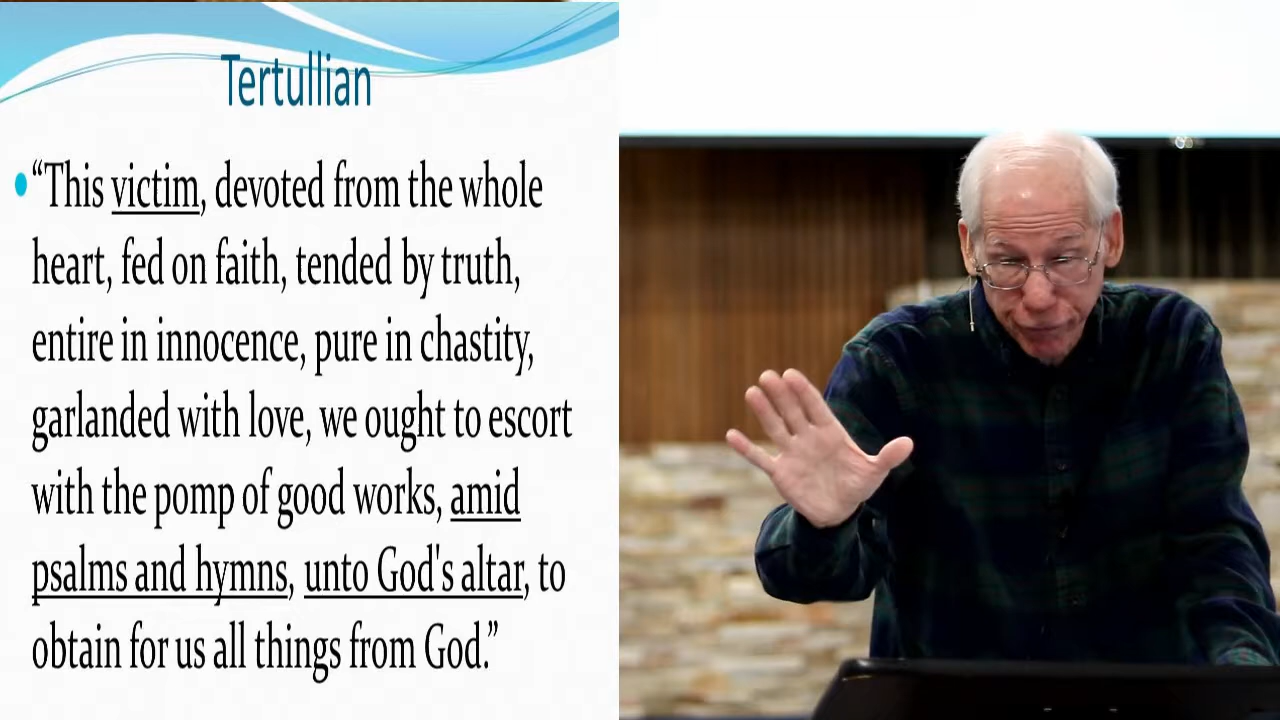 Tertullian
•“This victim, devoted from the whole
heart, fed on faith, tended by truth,
entire in innocence, pure in chastity,
garlanded with love, we ought to escort
with the pomp of good works, amid
psalms and hymns, unto God's altar, to
obtain for us all things from God.”